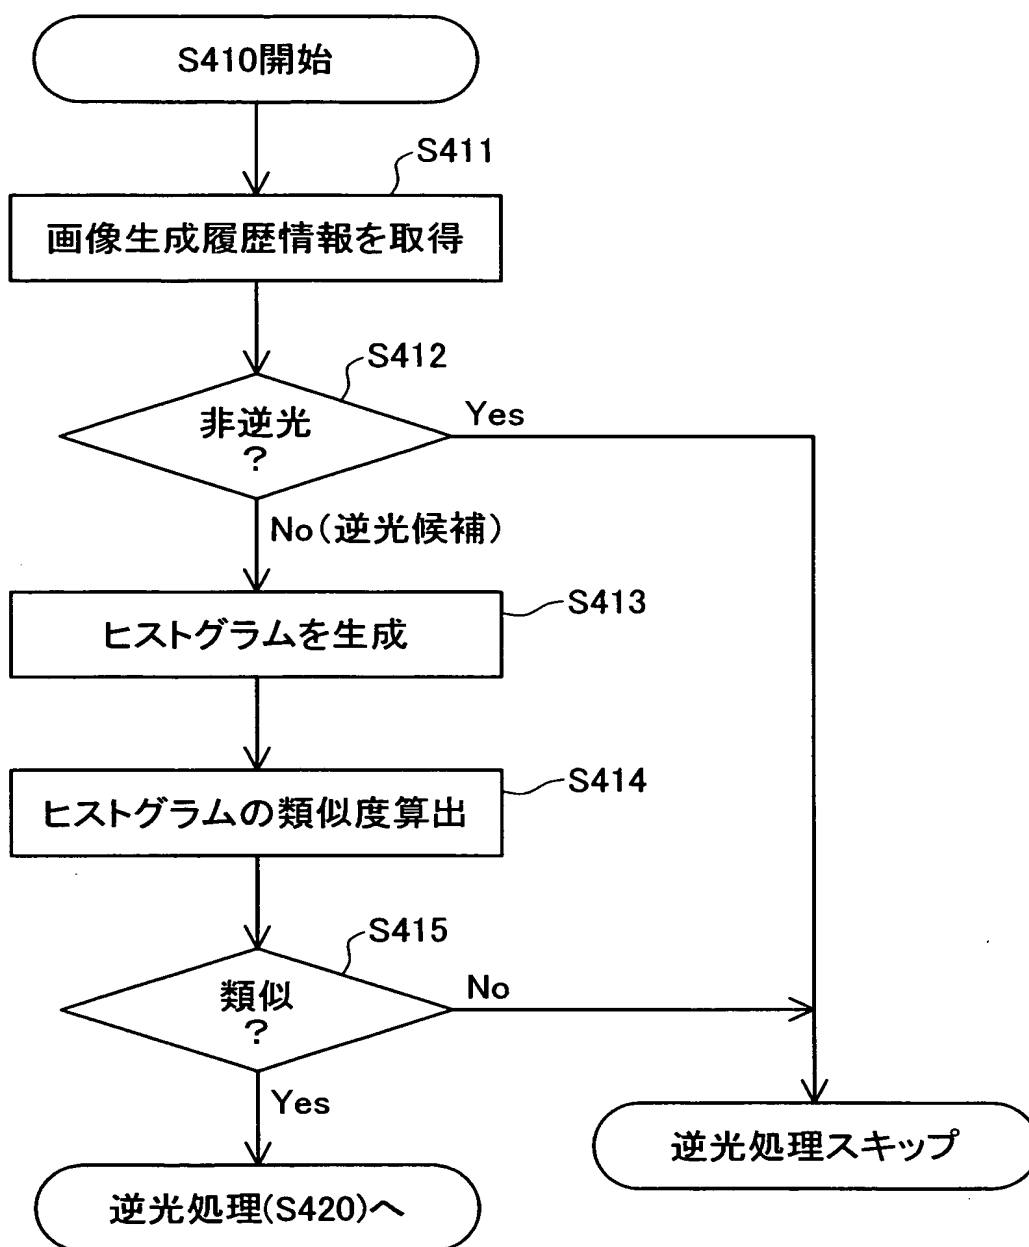 S410開始
S411
画像生成履歴情報を取得
S412
非逆光
?
Yes
No(逆光候補)
S413
ヒストグラムを生成
S414
ヒストグラムの類似度算出
S415
類似
?
No
Yes
逆光処理スキップ
逆光処理(S420)へ